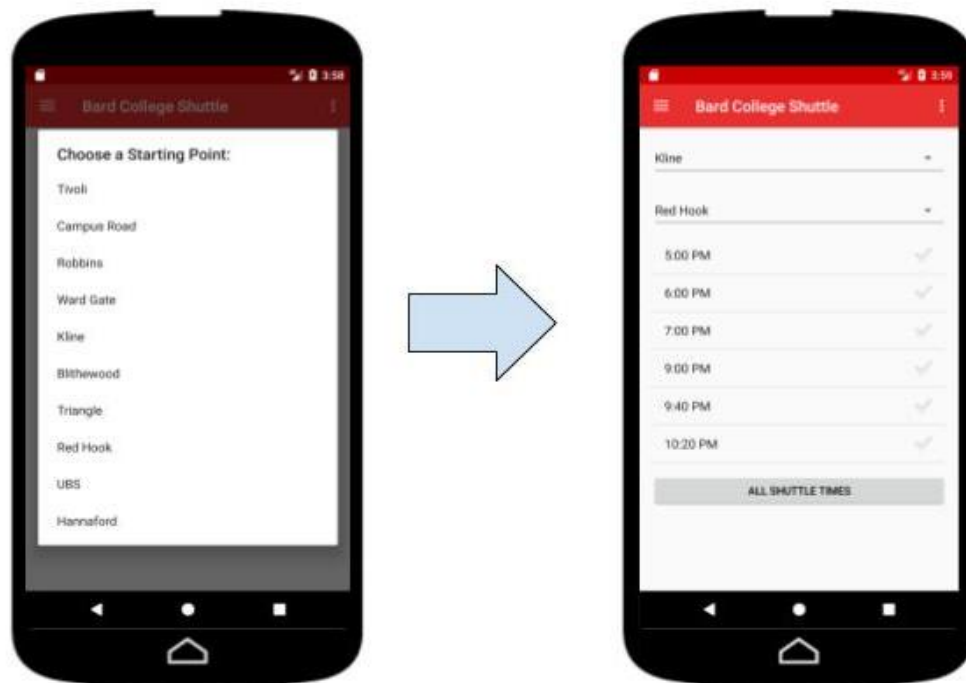 3:58
Bard College Shuttle
Choose a Starting Point:
Tivoli
Campus Road
Robbins
Ward Gate
Kline
Blithewood
Triangle
Red Hook
UBS
Hannaford
3:59
Bard College Shuttle
Kline
Red Hook
5:00 PM
6:00 PM
7:00 PM
9:00 PM
9:40 PM
10:20 PM
ALL SHUTTLE TIMES